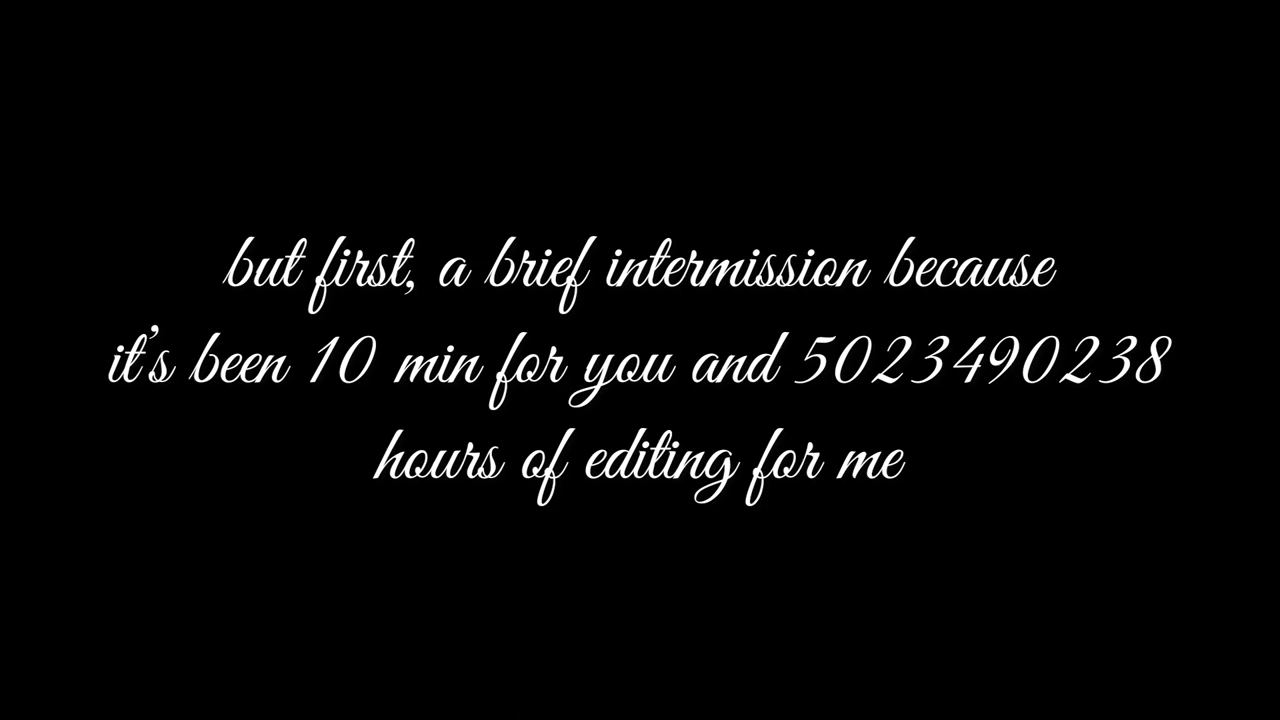 but first, a brief intermission because
it's been 10 min for you and 5023490238
hours of editing for me